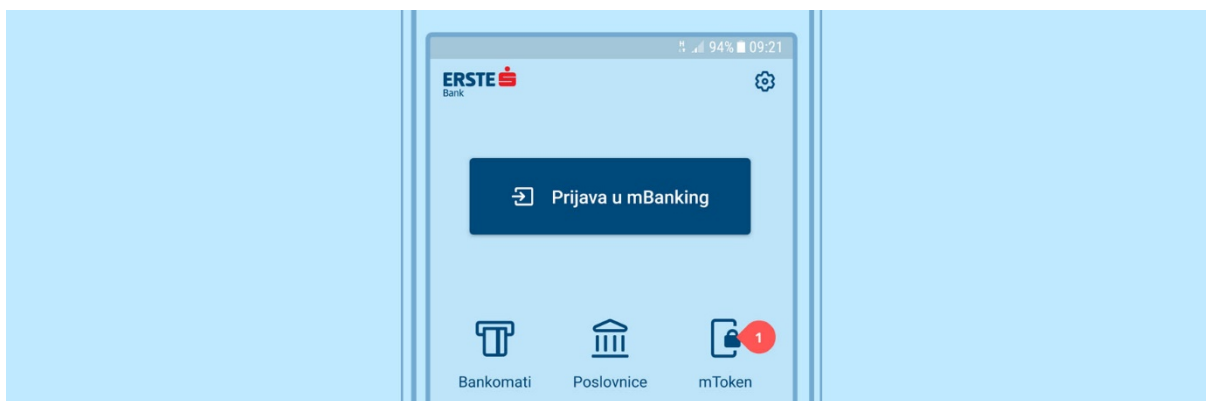 94% 09:21
ERSTE
Bank
Prijava u mBanking
1
Bankomati Poslovnice mToken